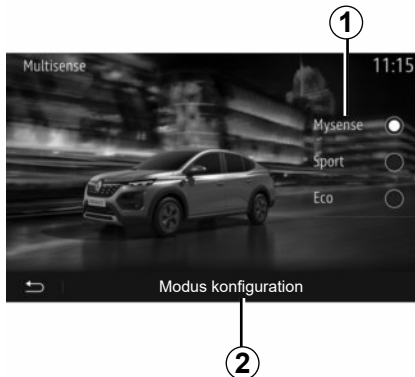 1
Multisense
11:15
Mysense
Sport
Eco
Modus konfiguration
2